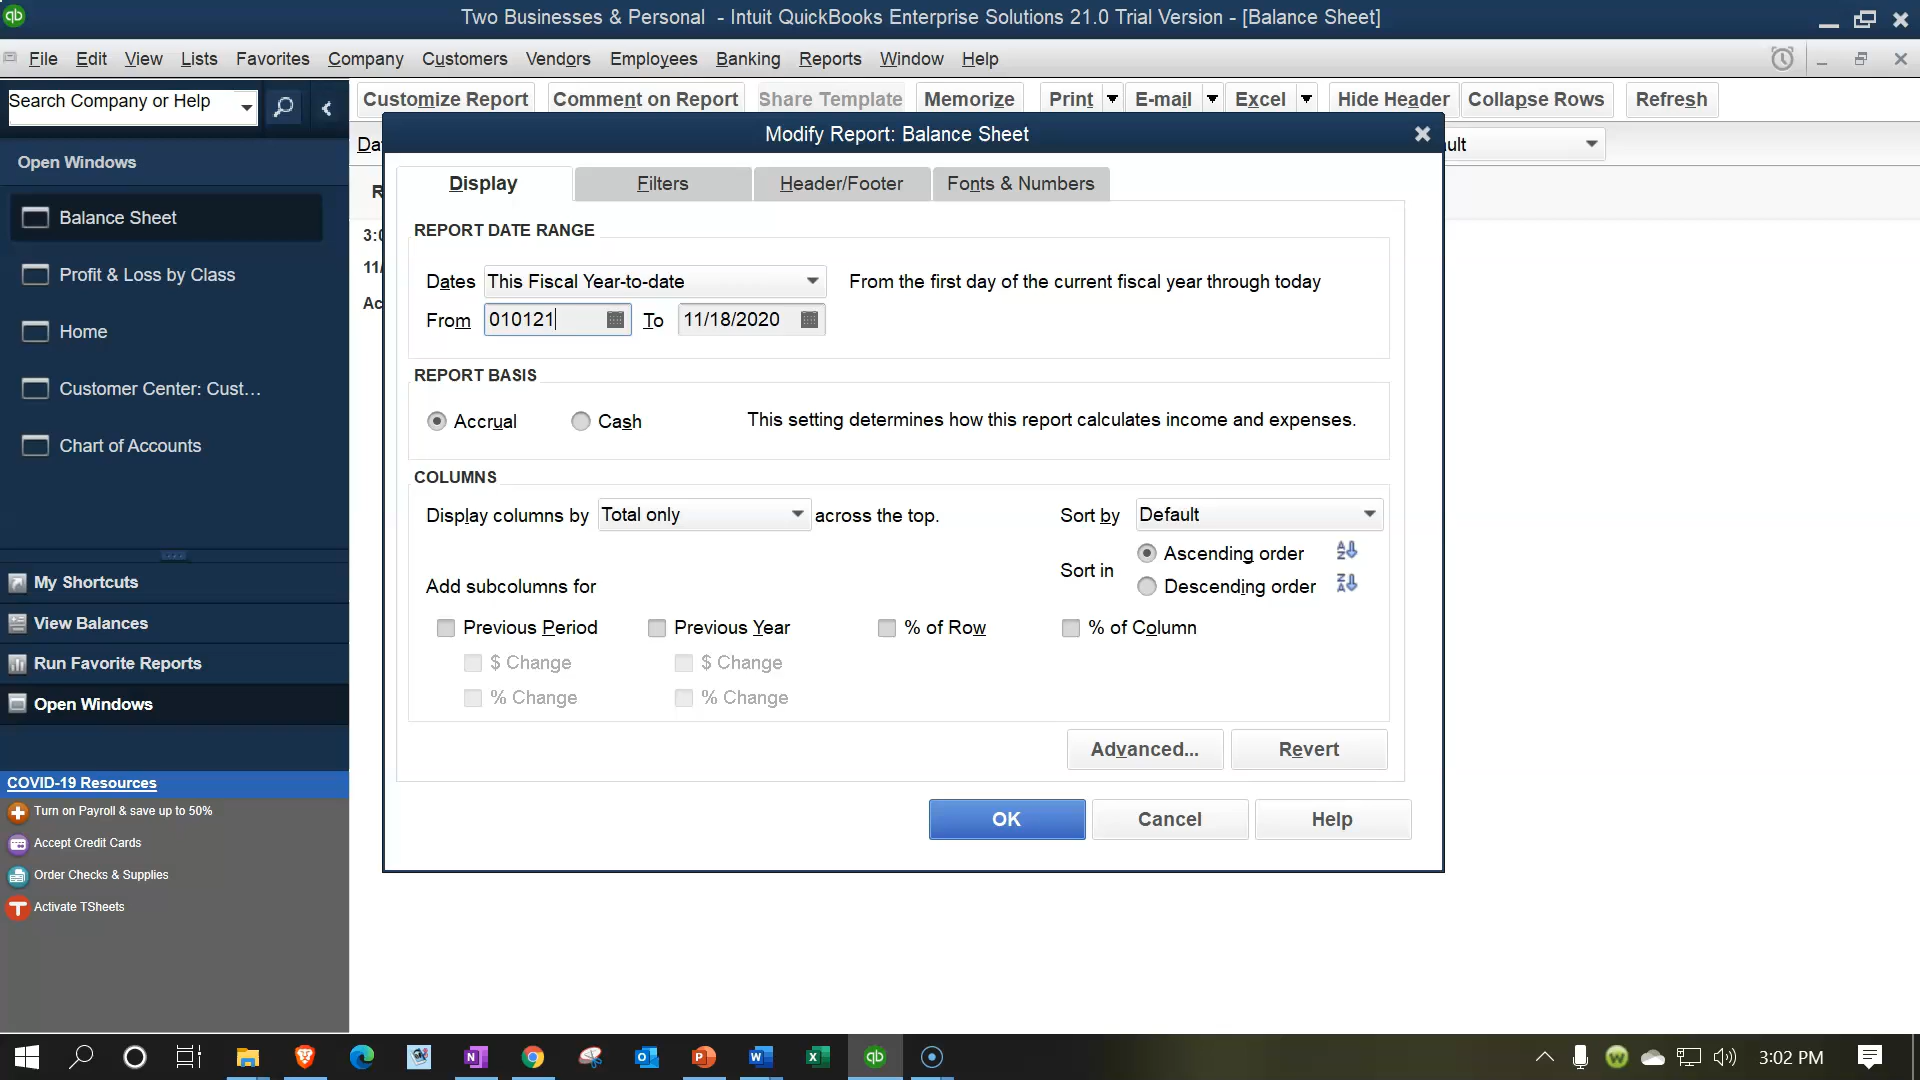 Two Businesses & Personal  - Intuit QuickBooks Enterprise Solutions 21.0 Trial Version - [Balance Sheet]
File Edit View Lists Favorites Company Customers Vendors Employees Banking Reports Window Help
Search Company or Help
Customize Report Comment on Report Share Template Memorize Print E-mail Excel Hide Header Collapse Rows Refresh
Modify Report: Balance Sheet
Open Windows
Balance Sheet
Profit & Loss by Class
Home
Customer Center: Cust...
Chart of Accounts
My Shortcuts
View Balances
Run Favorite Reports
Open Windows
COVID-19 Resources
Turn on Payroll & save up to 50%
Accept Credit Cards
Order Checks & Supplies
Activate TSheets
Display Filters Header/Footer Fonts & Numbers
REPORT DATE RANGE
Dates This Fiscal Year-to-date From the first day of the current fiscal year through today
From 010121 To 11/18/2020
REPORT BASIS
Accrual Cash This setting determines how this report calculates income and expenses.
COLUMNS
Display columns by Total only across the top. Sort by Default
Sort in Ascending order
Descending order
Add subcolumns for
Previous Period Previous Year % of Row % of Column
$ Change $ Change
% Change % Change
Advanced... Revert
OK Cancel Help
3:02 PM